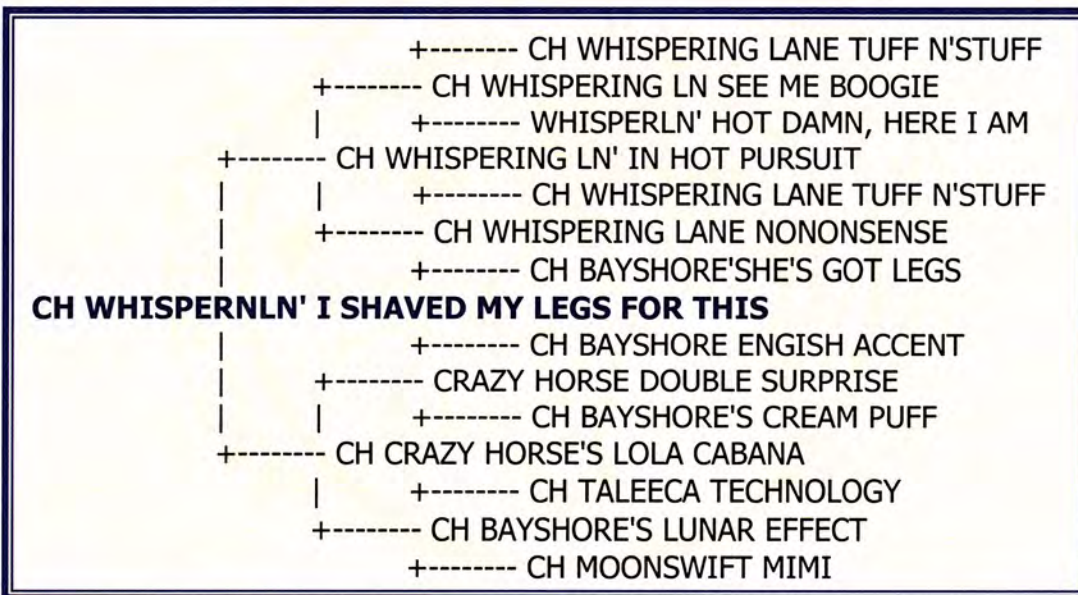 +-------- CH WHISPERING LANE TUFF N'STUFF
+-------- CH WHISPERING LN SEE ME BOOGIE
| +-------- WHISPERLN' HOT DAMN, HERE I AM
+-------- CH WHISPERING LN' IN HOT PURSUIT
| | +-------- CH WHISPERING LANE TUFF N'STUFF
| +-------- CH WHISPERING LANE NONONSENSE
| +-------- CH BAYSHORE'SHE'S GOT LEGS
CH WHISPERNLN' I SHAVED MY LEGS FOR THIS
| +-------- CH BAYSHORE ENGISH ACCENT
| +-------- CRAZY HORSE DOUBLE SURPRISE
| | +-------- CH BAYSHORE'S CREAM PUFF
+-------- CH CRAZY HORSE'S LOLA CABANA
| +-------- CH TALEECA TECHNOLOGY
+-------- CH BAYSHORE'S LUNAR EFFECT
+-------- CH MOONSWIFT MIMI